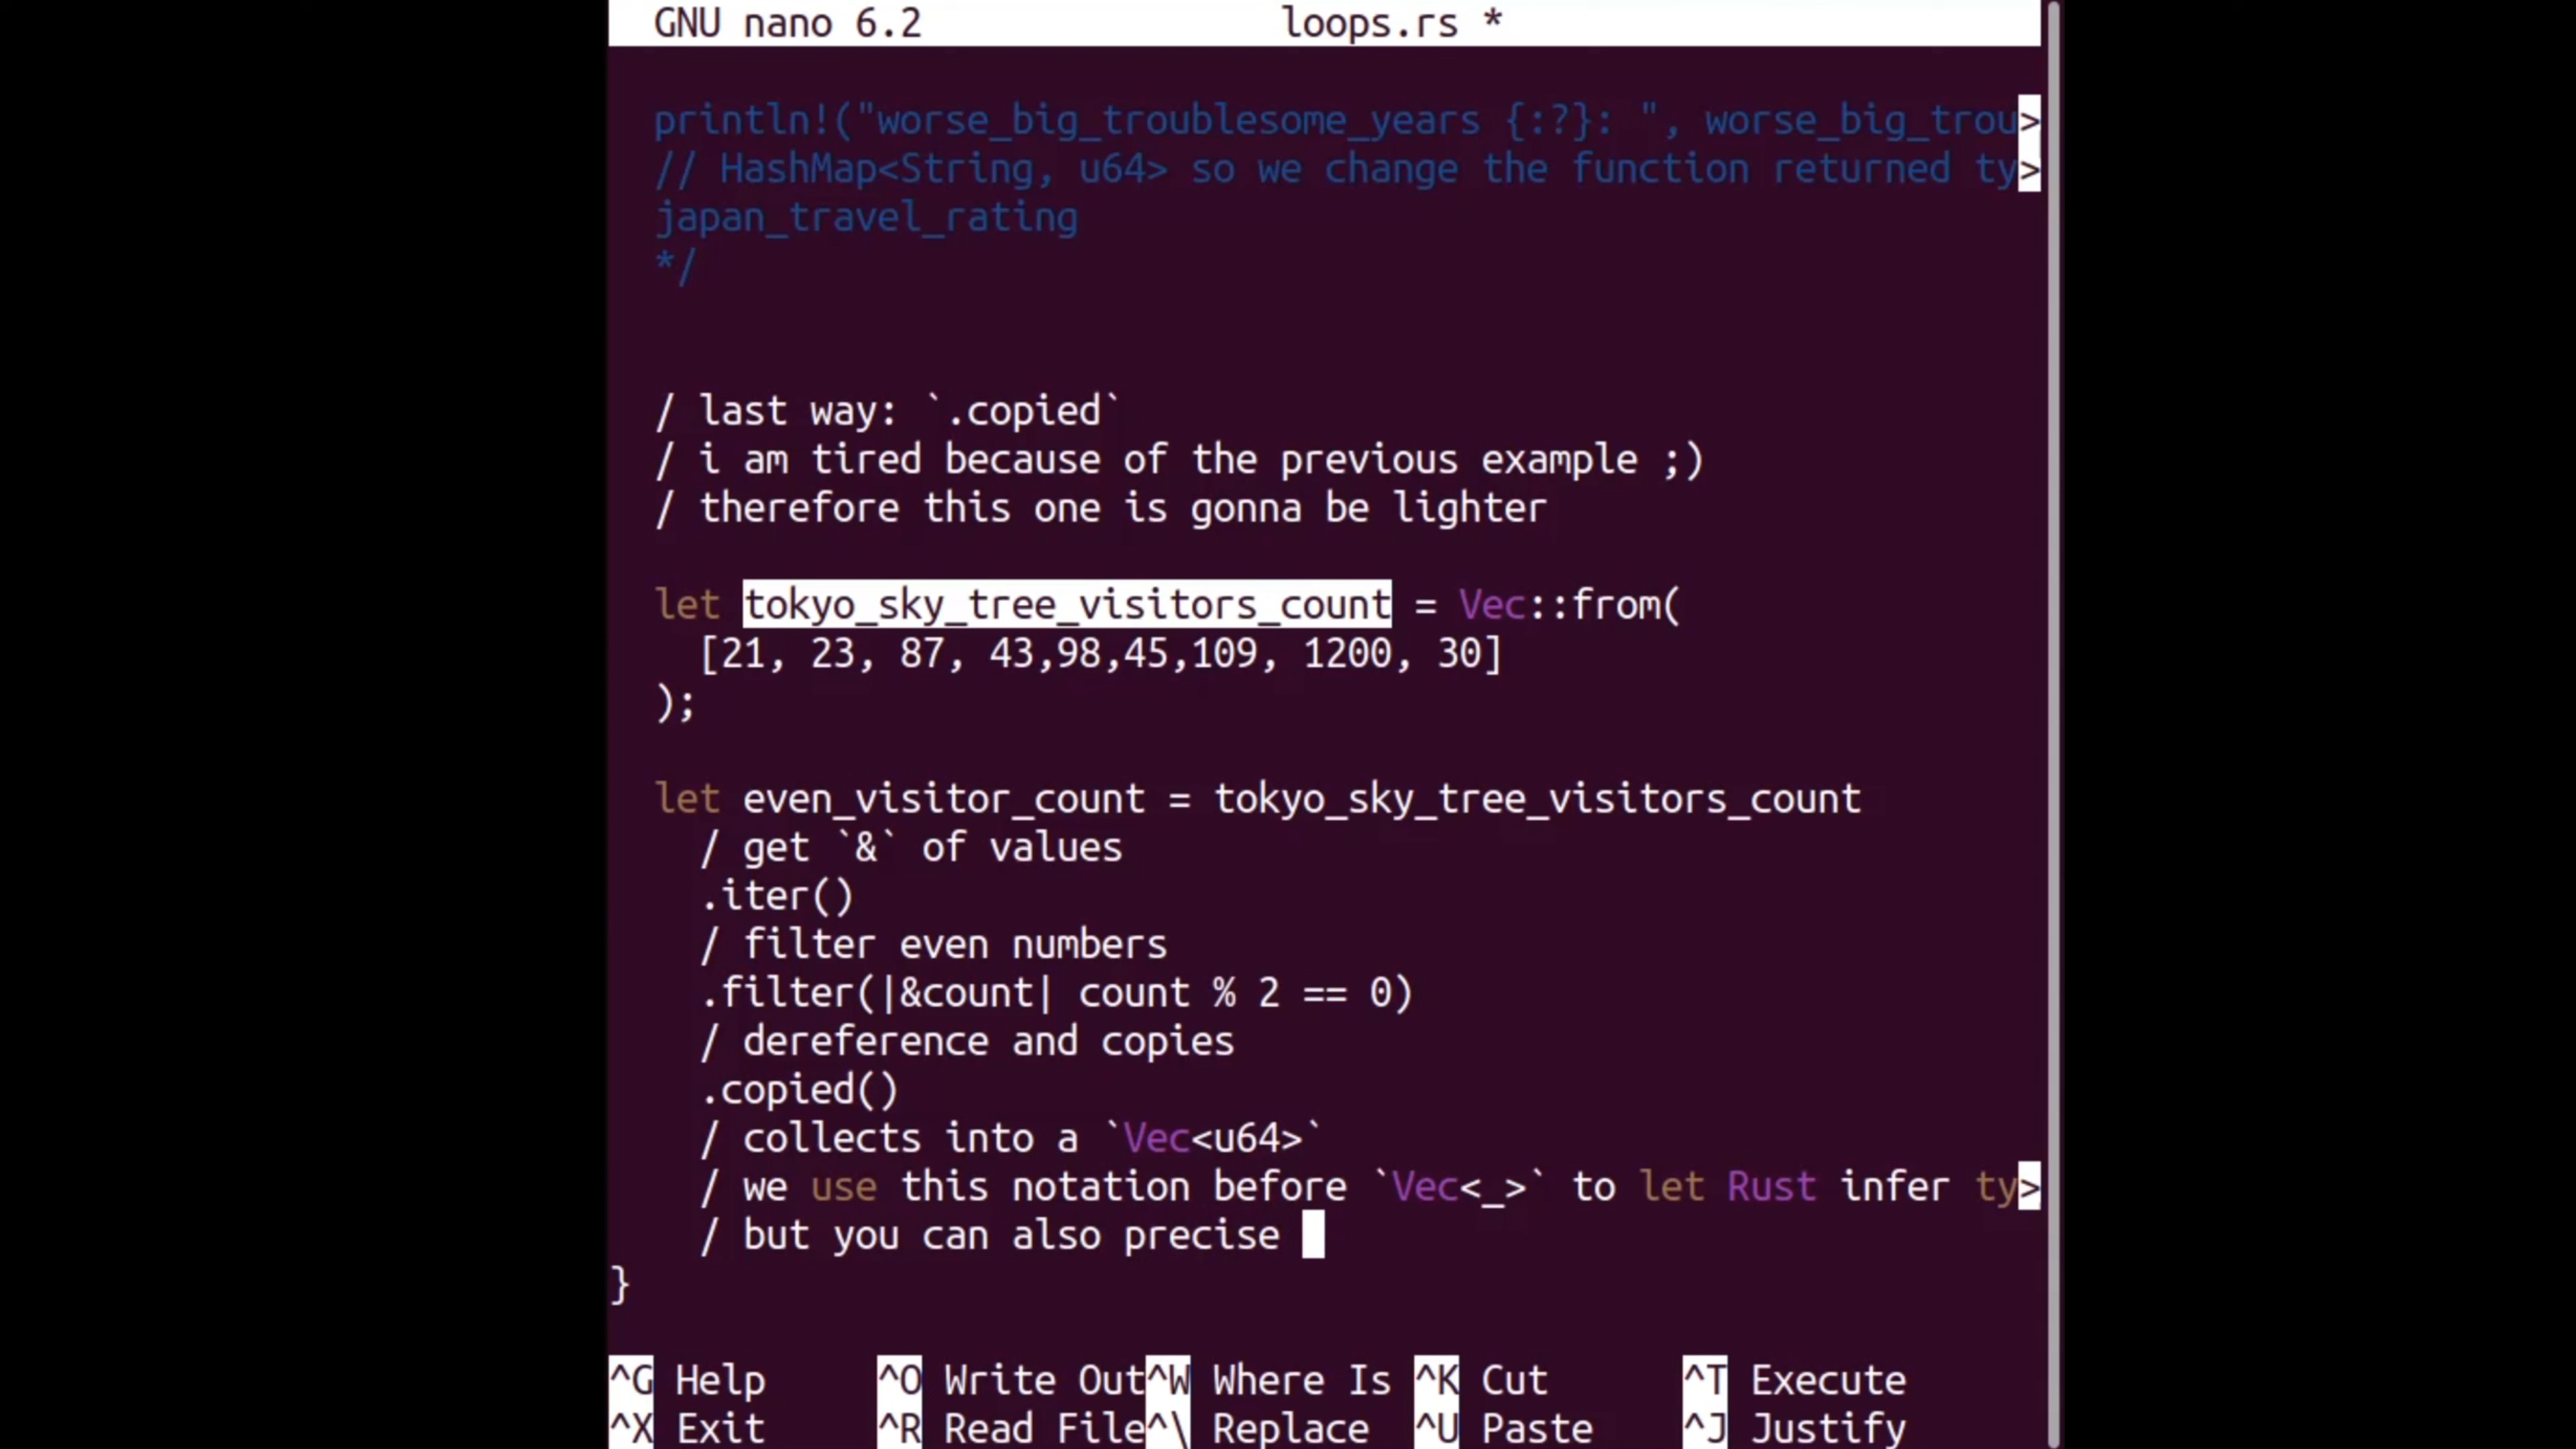 GNU nano 6.2 loops.rs *
println!("worse_big_troublesome_years {:?}: ", worse_big_trou>
// HashMap<String, u64> so we change the function returned ty>
japan_travel_rating
*/
/ last way: `.copied`
/ i am tired because of the previous example ;)
/ therefore this one is gonna be lighter
let tokyo_sky_tree_visitors_count = Vec::from(
[21, 23, 87, 43,98,45,109, 1200, 30]
);
let even_visitor_count = tokyo_sky_tree_visitors_count
/ get `&` of values
.iter()
/ filter even numbers
.filter(|&count| count % 2 == 0)
/ dereference and copies
.copied()
/ collects into a `Vec<u64>`
/ we use this notation before `Vec<_>` to let Rust infer ty>
/ but you can also precise
}
^G Help ^O Write Out ^W Where Is ^K Cut ^T Execute
^X Exit ^R Read File ^\ Replace ^U Paste ^J Justify